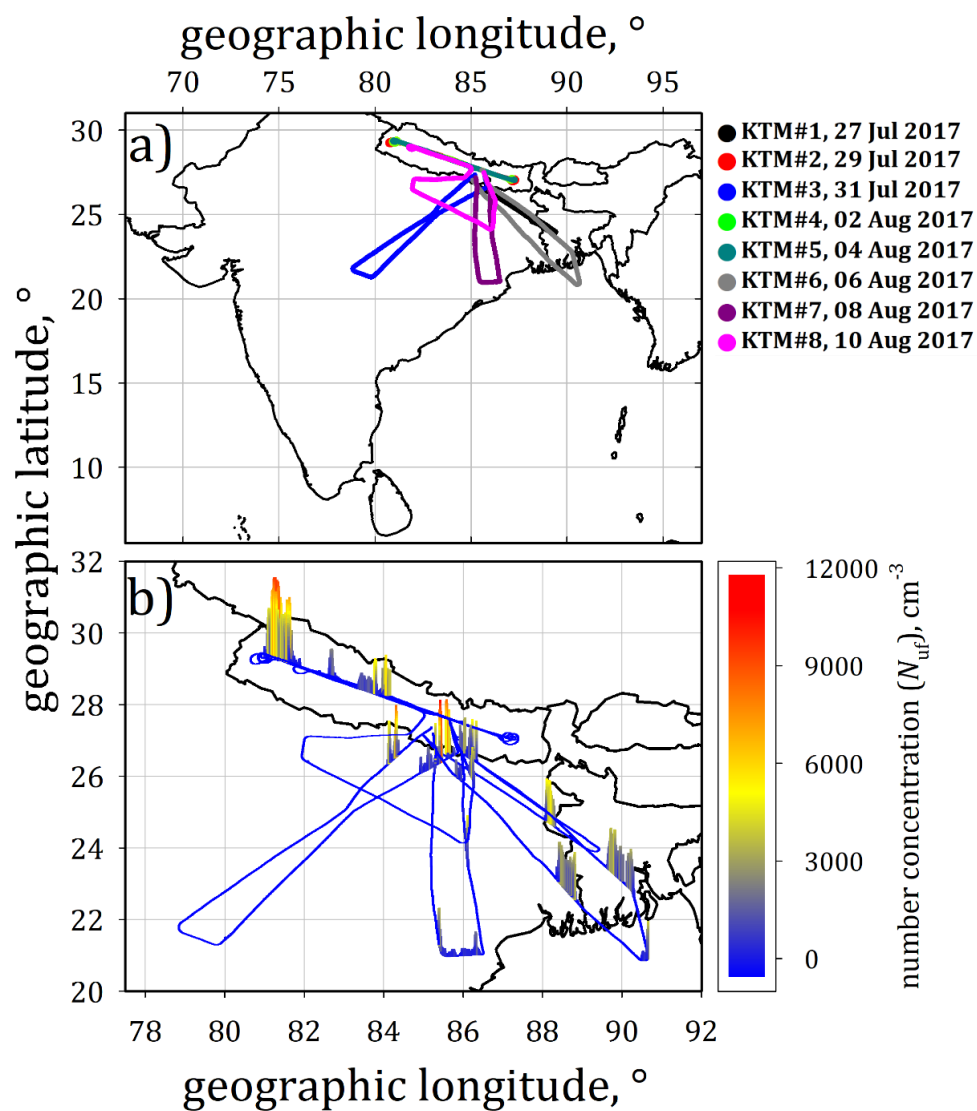 geographic longitude, °
70 75 80 85 90 95
a)
30
25
20
15
10
KTM#1, 27 Jul 2017
KTM#2, 29 Jul 2017
KTM#3, 31 Jul 2017
KTM#4, 02 Aug 2017
KTM#5, 04 Aug 2017
KTM#6, 06 Aug 2017
KTM#7, 08 Aug 2017
KTM#8, 10 Aug 2017
geographic latitude, °
b)
32
30
28
26
24
22
20
78 80 82 84 86 88 90 92
geographic longitude, °
12000
9000
6000
3000
0
number concentration (Nuf), cm-3